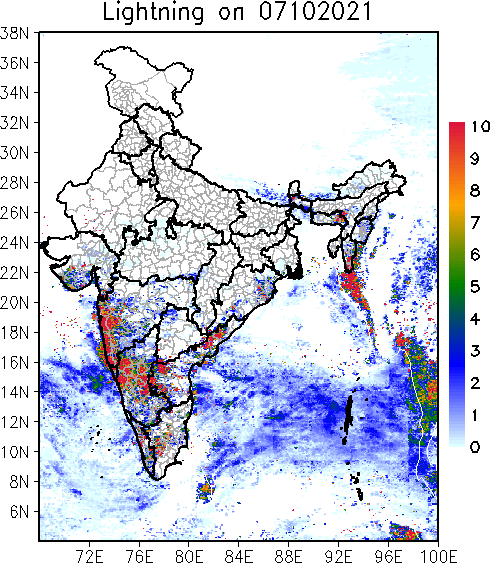 Lightning on 07102021
38N
36N
34N
32N
30N
28N
26N
24N
22N
20N
18N
16N
14N
12N
10N
8N
6N
72E 76E 80E 84E 88E 92E 96E 100E
10
9
8
7
6
5
4
3
2
1
0